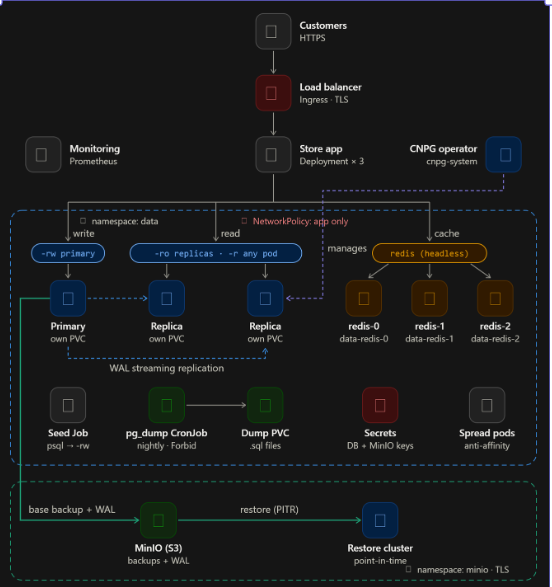 Customers
HTTPS
Load balancer
Ingress · TLS
Monitoring
Prometheus
Store app
Deployment × 3
CNPG operator
cnpg-system
namespace: data
NetworkPolicy: app only
write
read
manages
cache
-rw primary
-ro replicas · -r any pod
redis (headless)
Primary
own PVC
Replica
own PVC
Replica
own PVC
redis-0
data-redis-0
redis-1
data-redis-1
redis-2
data-redis-2
WAL streaming replication
Seed Job
psql → -rw
pg_dump CronJob
nightly · Forbid
Dump PVC
.sql files
Secrets
DB + MinIO keys
Spread pods
anti-affinity
base backup + WAL
restore (PITR)
MinIO (S3)
backups + WAL
Restore cluster
point-in-time
namespace: minio · TLS